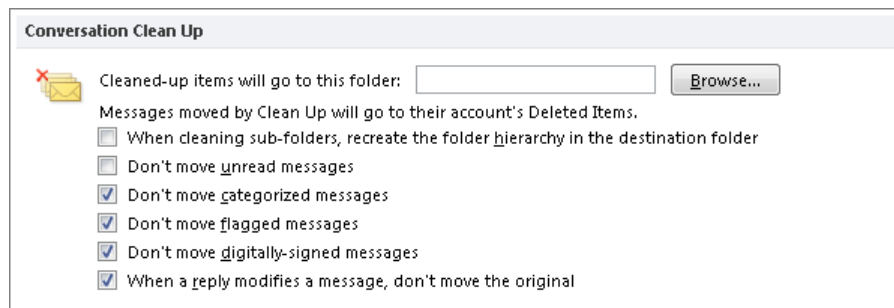 Conversation Clean Up
Cleaned-up items will go to this folder: Browse...
Messages moved by Clean Up will go to their account's Deleted Items.
When cleaning sub-folders, recreate the folder hierarchy in the destination folder
Don't move unread messages
Don't move categorized messages
Don't move flagged messages
Don't move digitally-signed messages
When a reply modifies a message, don't move the original